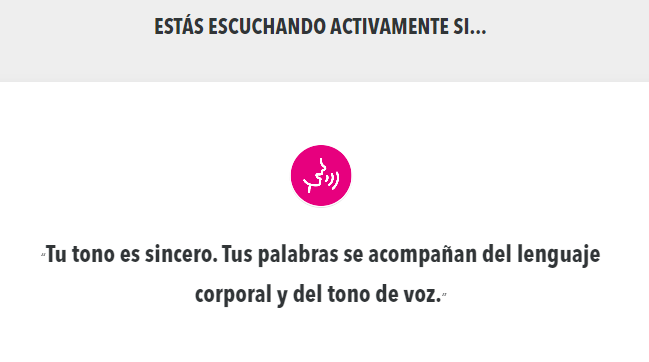 ESTÁS ESCUCHANDO ACTIVAMENTE SI...
“Tu tono es sincero. Tus palabras se acompañan del lenguaje
corporal y del tono de voz.”